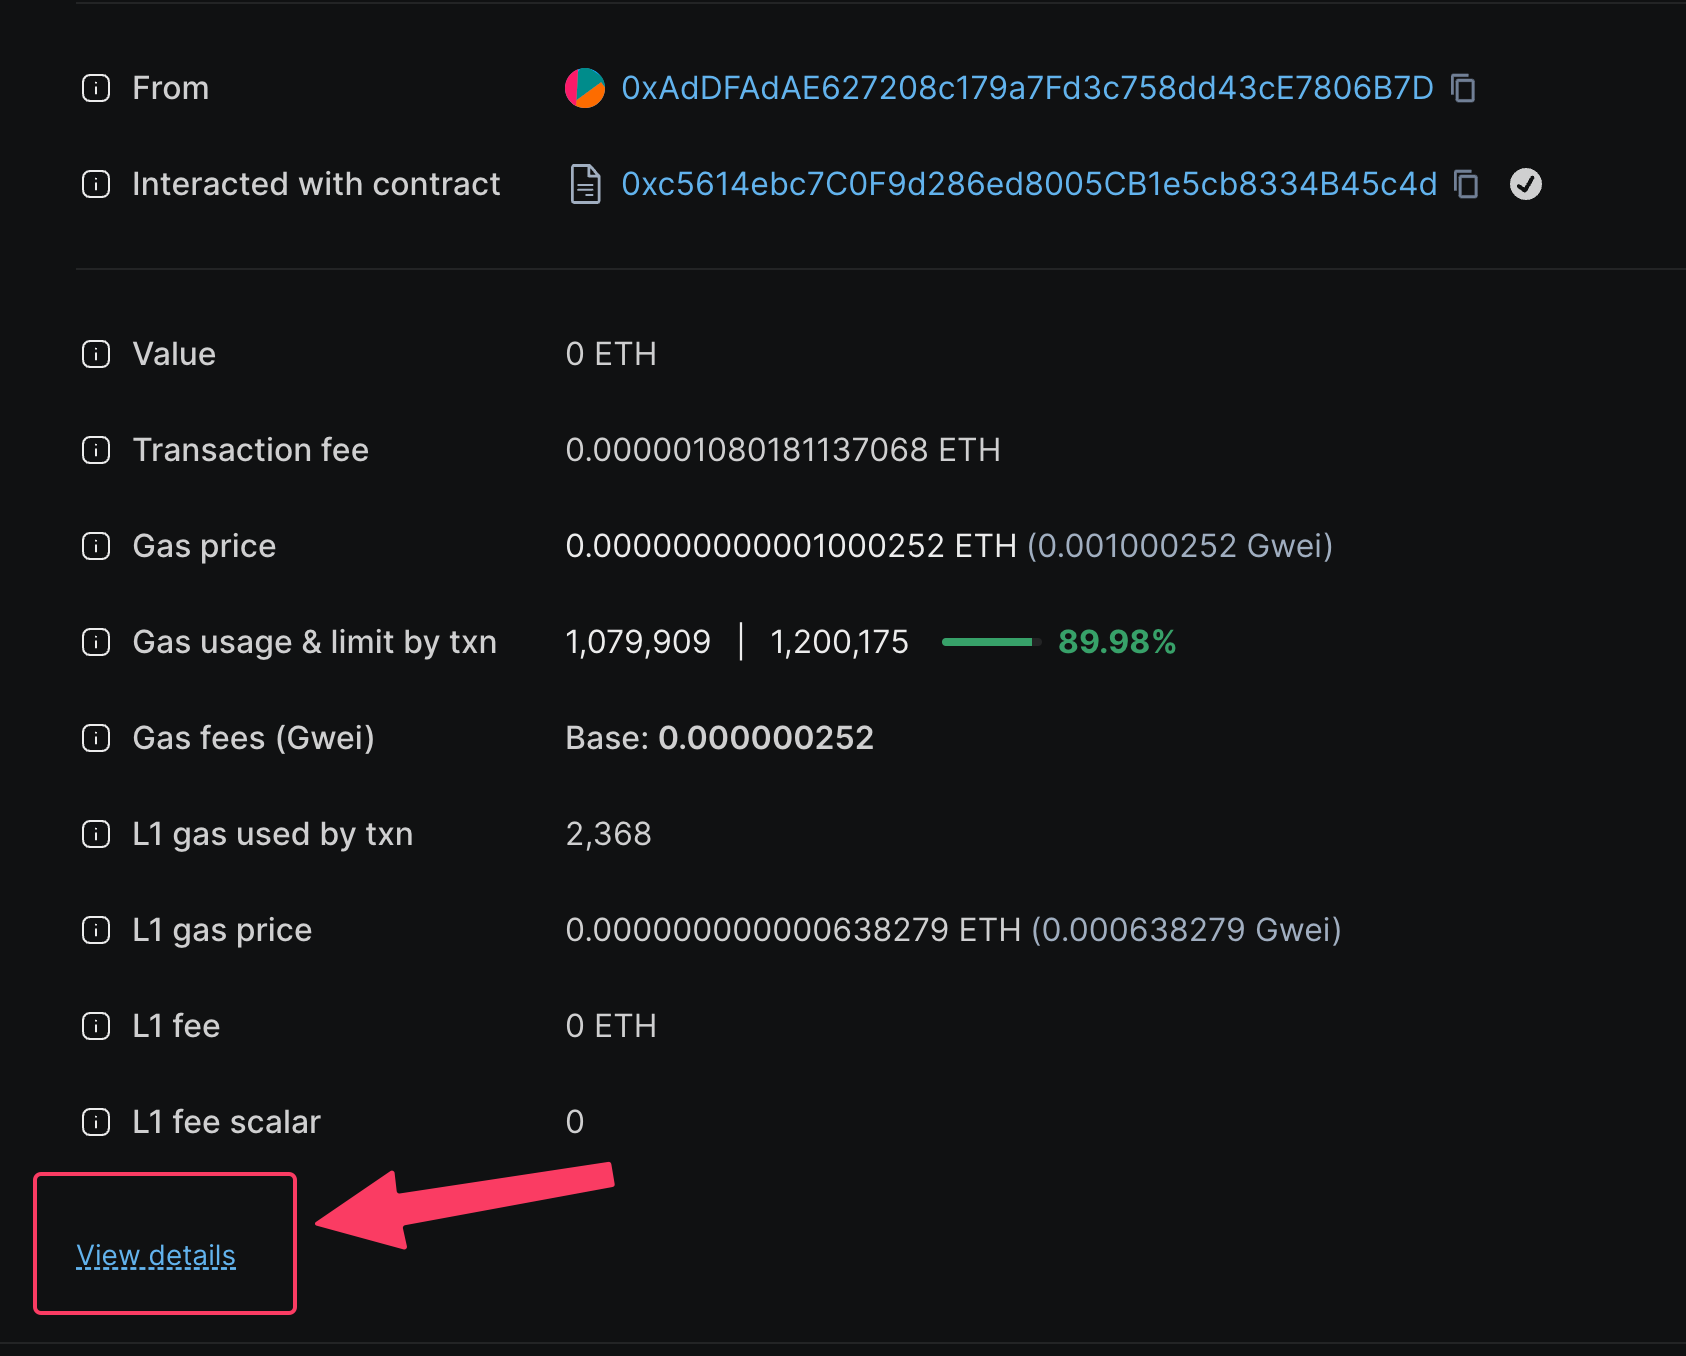 From 0xAdDFAdAE627208c179a7Fd3c758dd43cE7806B7D
Interacted with contract 0xc5614ebc7C0F9d286ed8005CB1e5cb8334B45c4d
Value 0 ETH
Transaction fee 0.000001080181137068 ETH
Gas price 0.000000000001000252 ETH (0.001000252 Gwei)
Gas usage & limit by txn 1,079,909 | 1,200,175 89.98%
Gas fees (Gwei) Base: 0.000000252
L1 gas used by txn 2,368
L1 gas price 0.000000000000638279 ETH (0.000638279 Gwei)
L1 fee 0 ETH
L1 fee scalar 0
View details